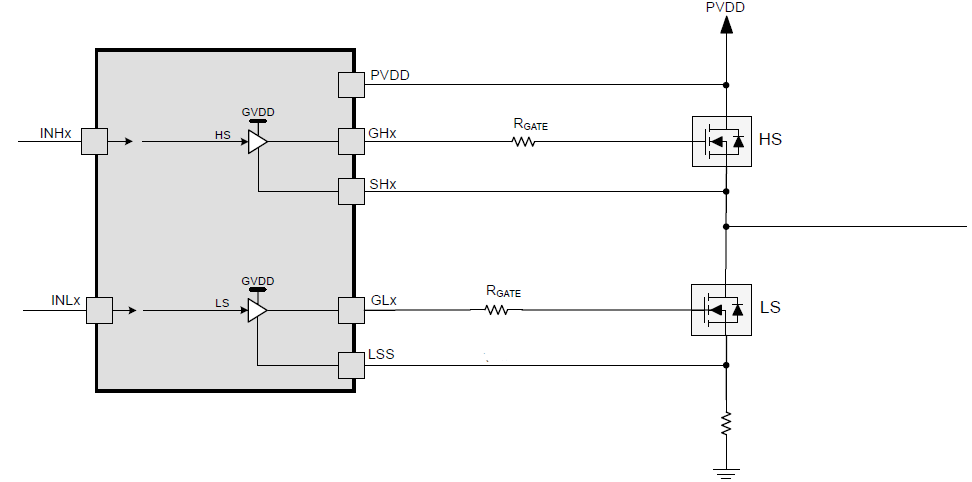 PVDD
PVDD
GVDD
INHx
HS
GHx
RGATE
HS
SHx
GVDD
INLx
LS
GLx
RGATE
LS
LSS